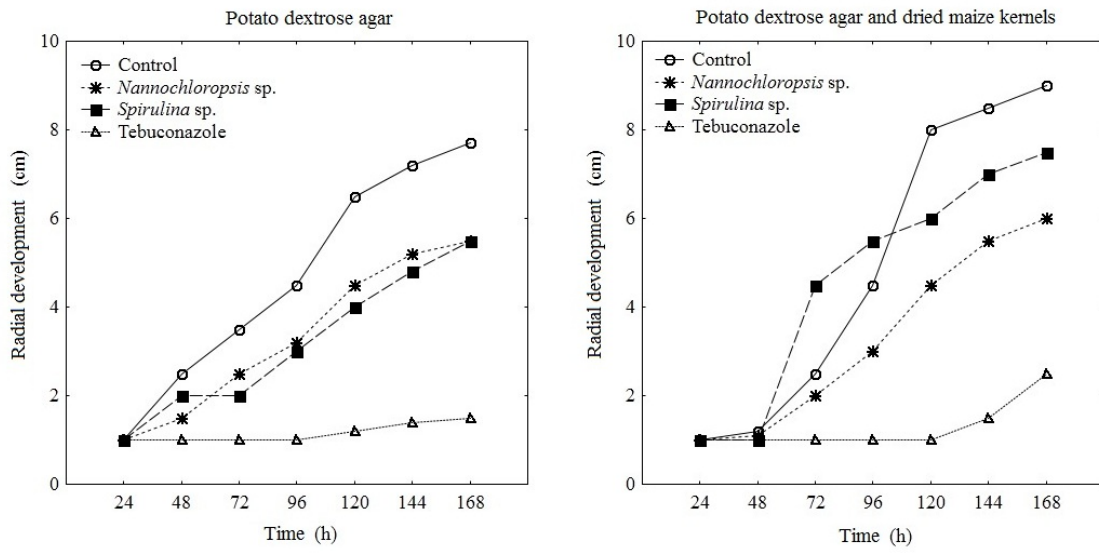 Potato dextrose agar
10
8
6
4
2
0
Radial development (cm)
Control
Nannochloropsis sp.
Spirulina sp.
Tebuconazole
24 48 72 96 120 144 168
Time (h)
Potato dextrose agar and dried maize kernels
10
8
6
4
2
0
Radial development (cm)
Control
Nannochloropsis sp.
Spirulina sp.
Tebuconazole
24 48 72 96 120 144 168
Time (h)